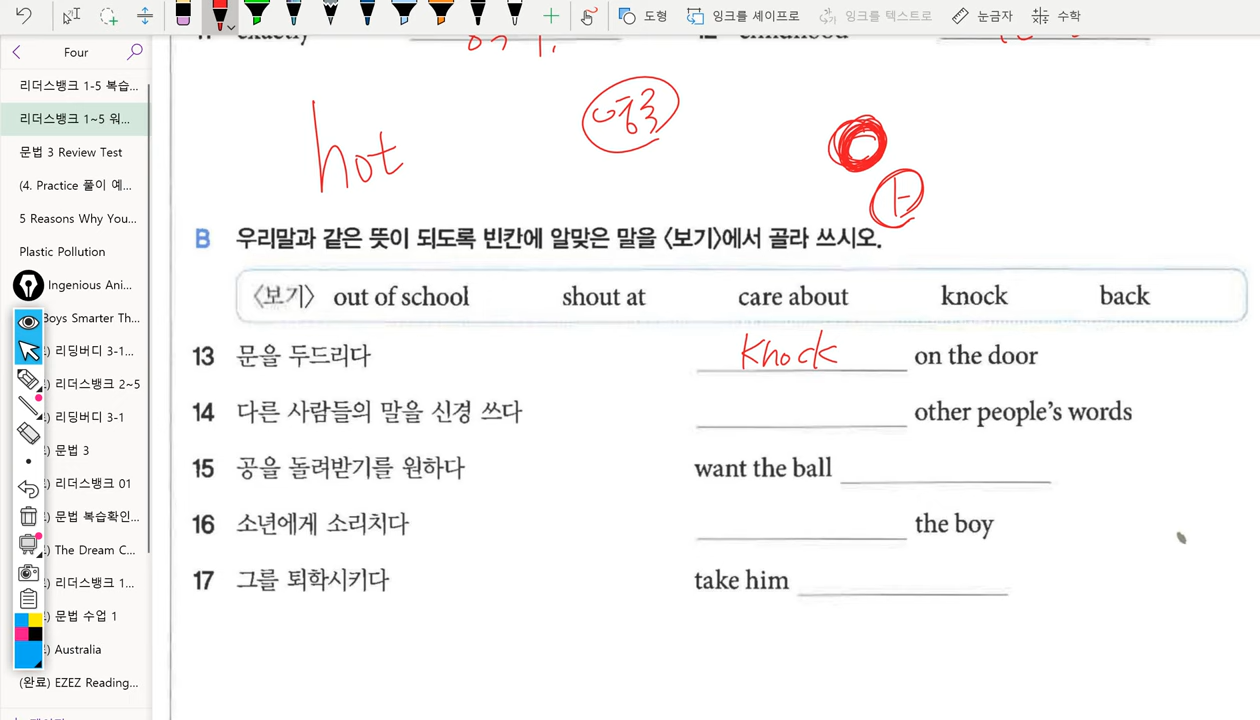 도형 잉크를 셰이프로 잉크를 텍스트로 눈금자 수학
Four
리더스뱅크 1-5 복습...
리더스뱅크 1~5 워...
문법 3 Review Test
(4. Practice 풀이 예...
5 Reasons Why You...
Plastic Pollution
Ingenious Ani...
Boys Smarter Th...
) 리딩버디 3-1...
) 리더스뱅크 2~5
) 리딩버디 3-1
) 문법 3
) 리더스뱅크 01
) 문법 복습확인...
) The Dream C...
) 리더스뱅크 1...
) 문법 수업 1
) Australia
(완료) EZEZ Reading...
exactly childhood
hot
B 우리말과 같은 뜻이 되도록 빈칸에 알맞은 말을 〈보기〉에서 골라 쓰시오.
〈보기〉 out of school shout at care about knock back
13 문을 두드리다 knock on the door
14 다른 사람들의 말을 신경 쓰다 other people's words
15 공을 돌려받기를 원하다 want the ball
16 소년에게 소리치다 the boy
17 그를 퇴학시키다 take him